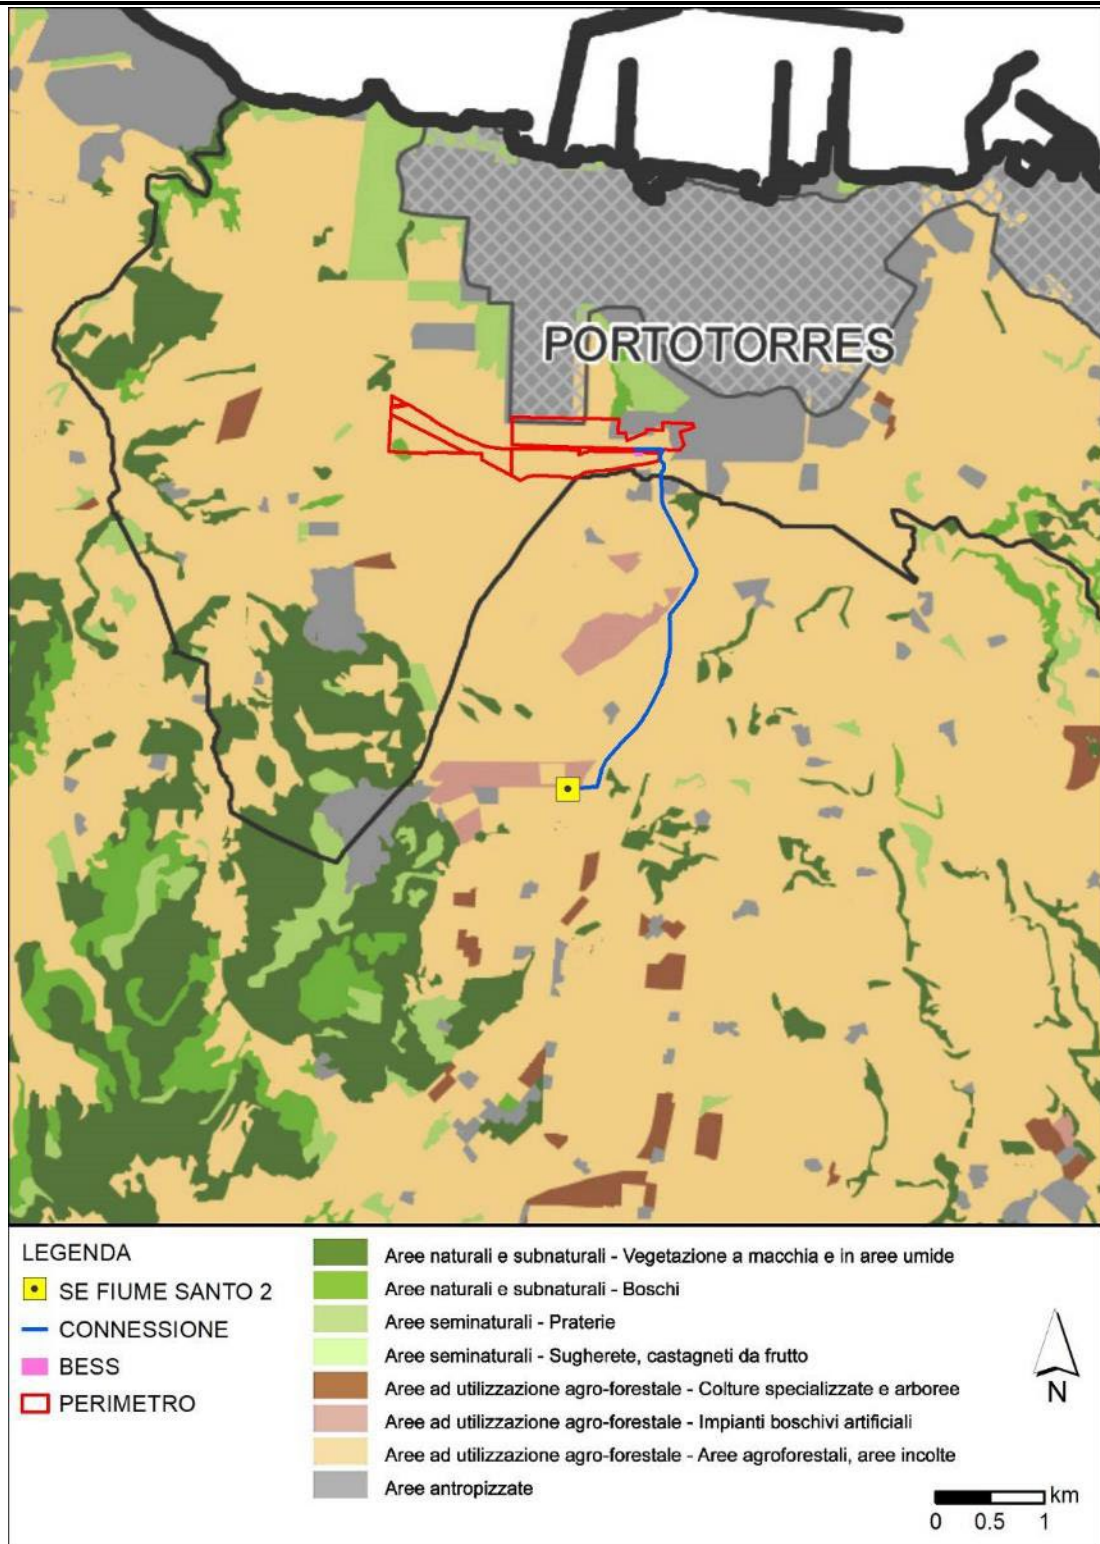 PORTOTORRES
LEGENDA
SE FIUME SANTO 2
CONNESSIONE
BESS
PERIMETRO
Aree naturali e subnaturali - Vegetazione a macchia e in aree umide
Aree naturali e subnaturali - Boschi
Aree seminaturali - Praterie
Aree seminaturali - Sugherete, castagneti da frutto
Aree ad utilizzazione agro-forestale - Colture specializzate e arboree
Aree ad utilizzazione agro-forestale - Impianti boschivi artificiali
Aree ad utilizzazione agro-forestale - Aree agroforestali, aree incolte
Aree antropizzate
N
km
0 0.5 1